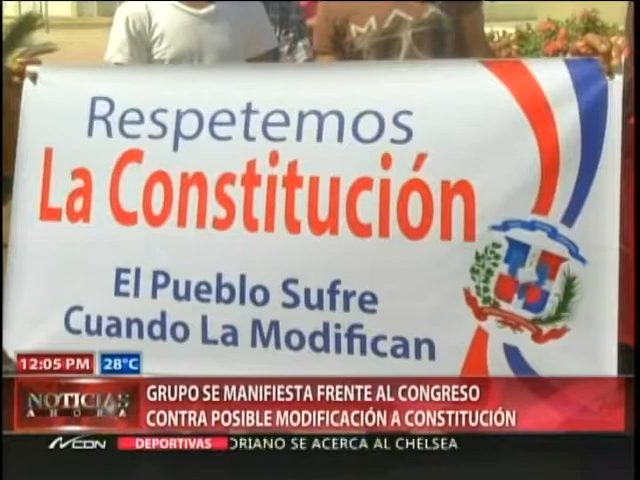 Respetemos
La Constitución
El Pueblo Sufre
Cuando La Modifican
12:05 PM 28°C
NOTICIAS
AHORA
GRUPO SE MANIFIESTA FRENTE AL CONGRESO
CONTRA POSIBLE MODIFICACIÓN A CONSTITUCIÓN
CDN DEPORTIVAS ORIANO SE ACERCA AL CHELSEA